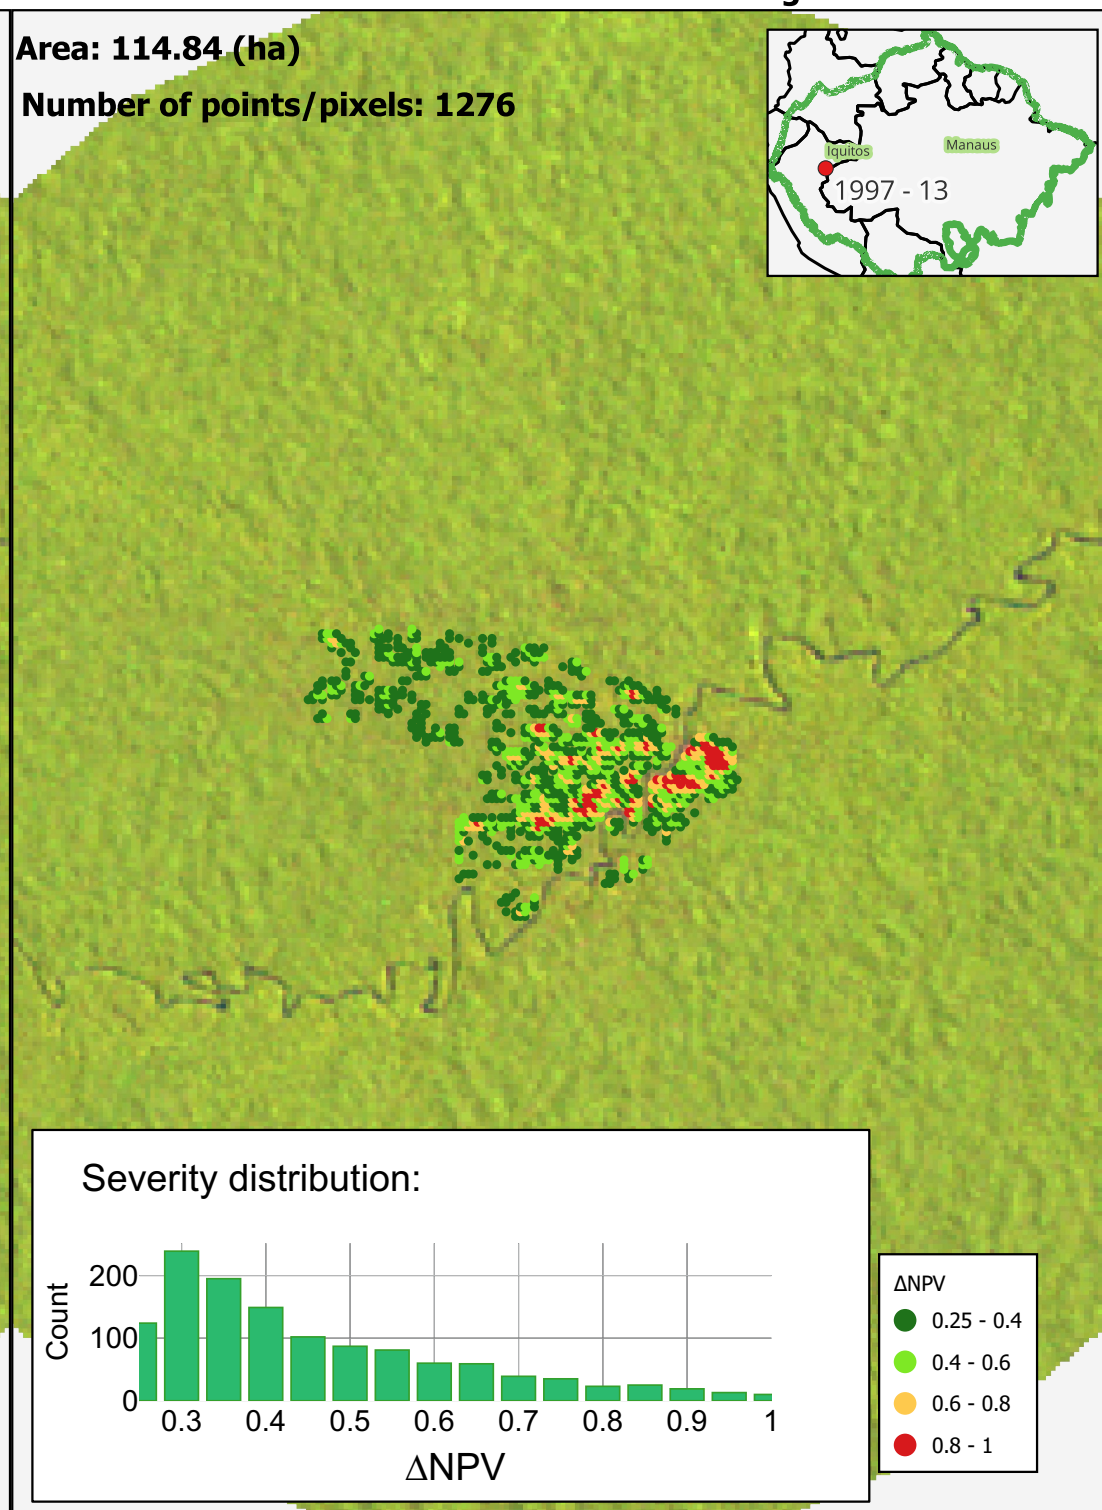 Area: 114.84 (ha)
Number of points/pixels: 1276
Iquitos
Manaus
1997 - 13
Severity distribution:
Count
200
100
0
0.3 0.4 0.5 0.6 0.7 0.8 0.9 1
ΔNPV
ΔNPV
0.25 - 0.4
0.4 - 0.6
0.6 - 0.8
0.8 - 1